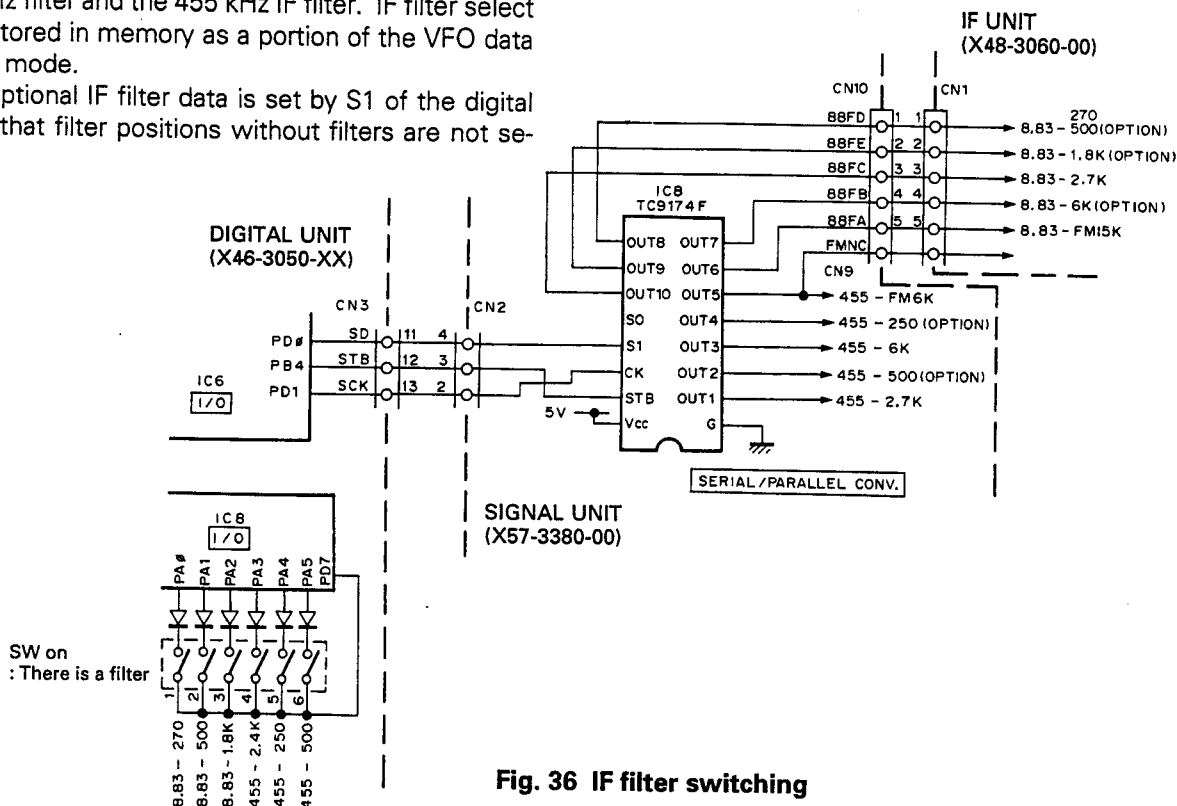 Iz filter and the 455 kHz IF filter. IF filter select
tored in memory as a portion of the VFO data
mode.
ptional IF filter data is set by S1 of the digital
that filter positions without filters are not se-
IF UNIT
(X48-3060-00)
CN10 CN1
88FD 1 1 270
8.83-500(OPTION)
88FE 2 2 8.83-1.8K(OPTION)
88FC 3 3 8.83-2.7K
88FB 4 4 8.83-6K(OPTION)
88FA 5 5 8.83-FM15K
FMNC
CN9
IC8
TC9174F
OUT8 OUT7
OUT9 OUT6
OUT10 OUT5 455-FM6K
S0 OUT4 455-250(OPTION)
S1 OUT3 455-6K
CK OUT2 455-500(OPTION)
STB OUT1 455-2.7K
5V Vcc G
SERIAL/PARALLEL CONV.
DIGITAL UNIT
(X46-3050-XX)
CN3 CN2
PDø SD 11 4
PB4 STB 12 3
PD1 SCK 13 2
IC6
I/O
SIGNAL UNIT
(X57-3380-00)
IC8
I/O
PAø PA1 PA2 PA3 PA4 PA5 PD7
SW on
: There is a filter
1 2 3 4 5 6
8.83-270
8.83-500
8.83-1.8K
455-2.4K
455-250
455-500
Fig. 36 IF filter switching